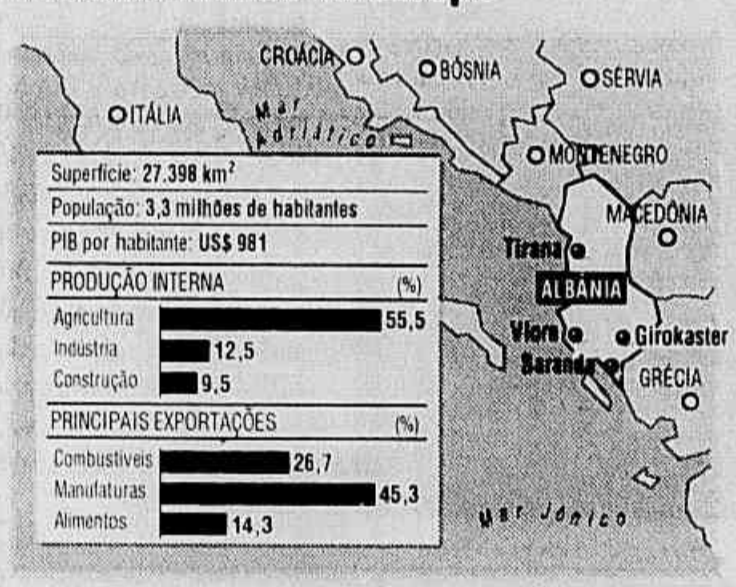 CROÁCIA
BÓSNIA
SÉRVIA
ITÁLIA
Mar
Adriático
MONTENEGRO
MACEDÔNIA
Tirana
ALBÂNIA
Vlora
Girokaster
Saranda
GRÉCIA
Mar Jônico
Superfície: 27.398 km²
População: 3,3 milhões de habitantes
PIB por habitante: US$ 981
PRODUÇÃO INTERNA (%)
Agricultura 55,5
Indústria 12,5
Construção 9,5
PRINCIPAIS EXPORTAÇÕES (%)
Combustíveis 26,7
Manufaturas 45,3
Alimentos 14,3